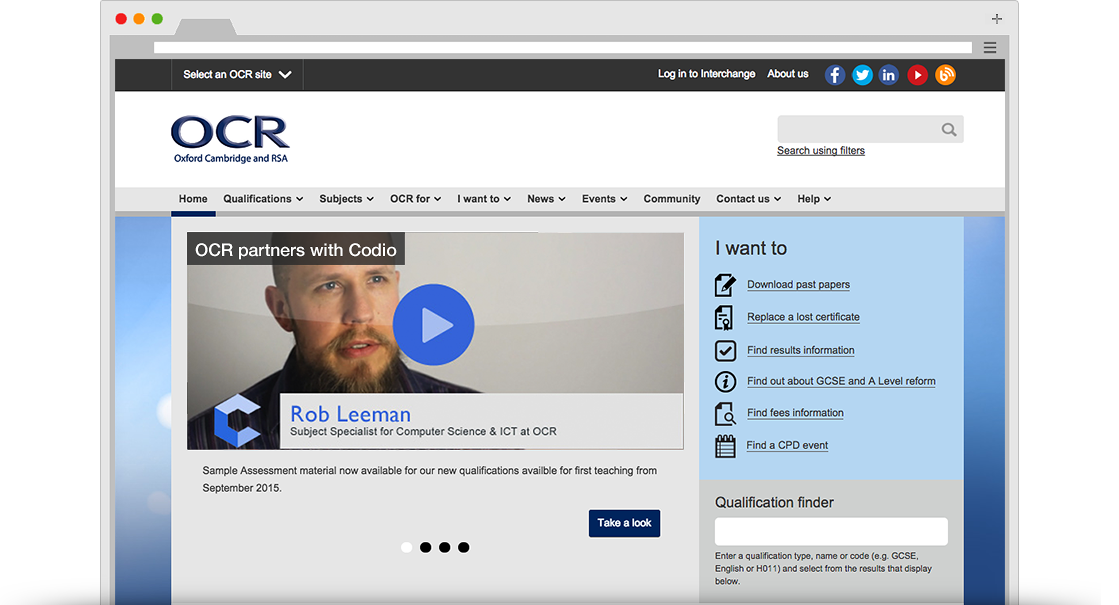 Select an OCR site
Log in to Interchange About us
OCR
Oxford Cambridge and RSA
Search using filters
Home Qualifications Subjects OCR for I want to News Events Community Contact us Help
OCR partners with Codio
Rob Leeman
Subject Specialist for Computer Science & ICT at OCR
Sample Assessment material now available for our new qualifications availble for first teaching from
September 2015.
Take a look
I want to
Download past papers
Replace a lost certificate
Find results information
Find out about GCSE and A Level reform
Find fees information
Find a CPD event
Qualification finder
Enter a qualification type, name or code (e.g. GCSE,
English or H011) and select from the results that display
below.